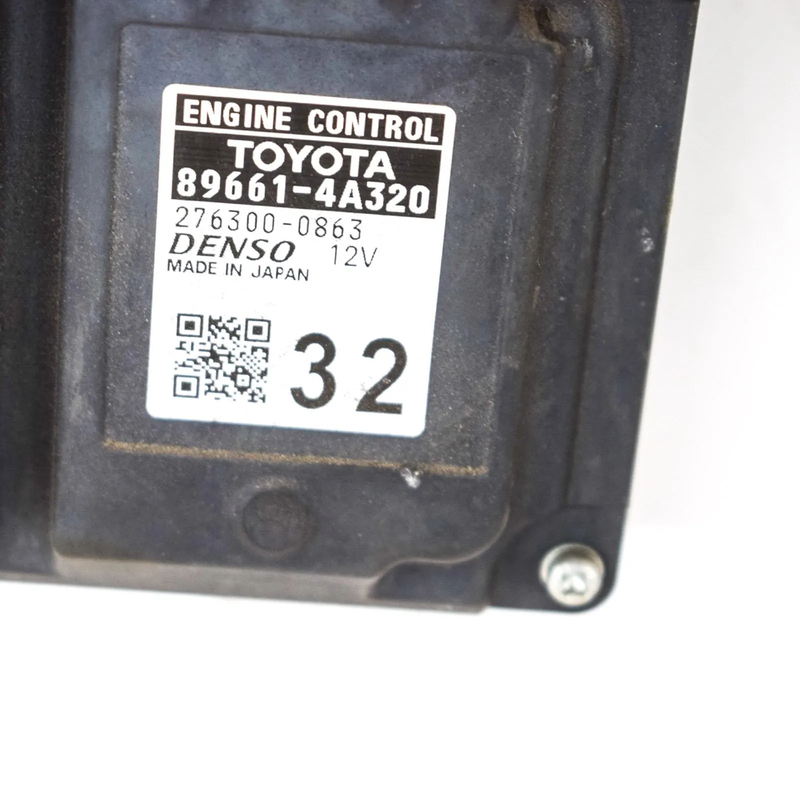 ENGINE CONTROL
TOYOTA
89661-4A320
276300-0863
DENSO 12V
MADE IN JAPAN
32